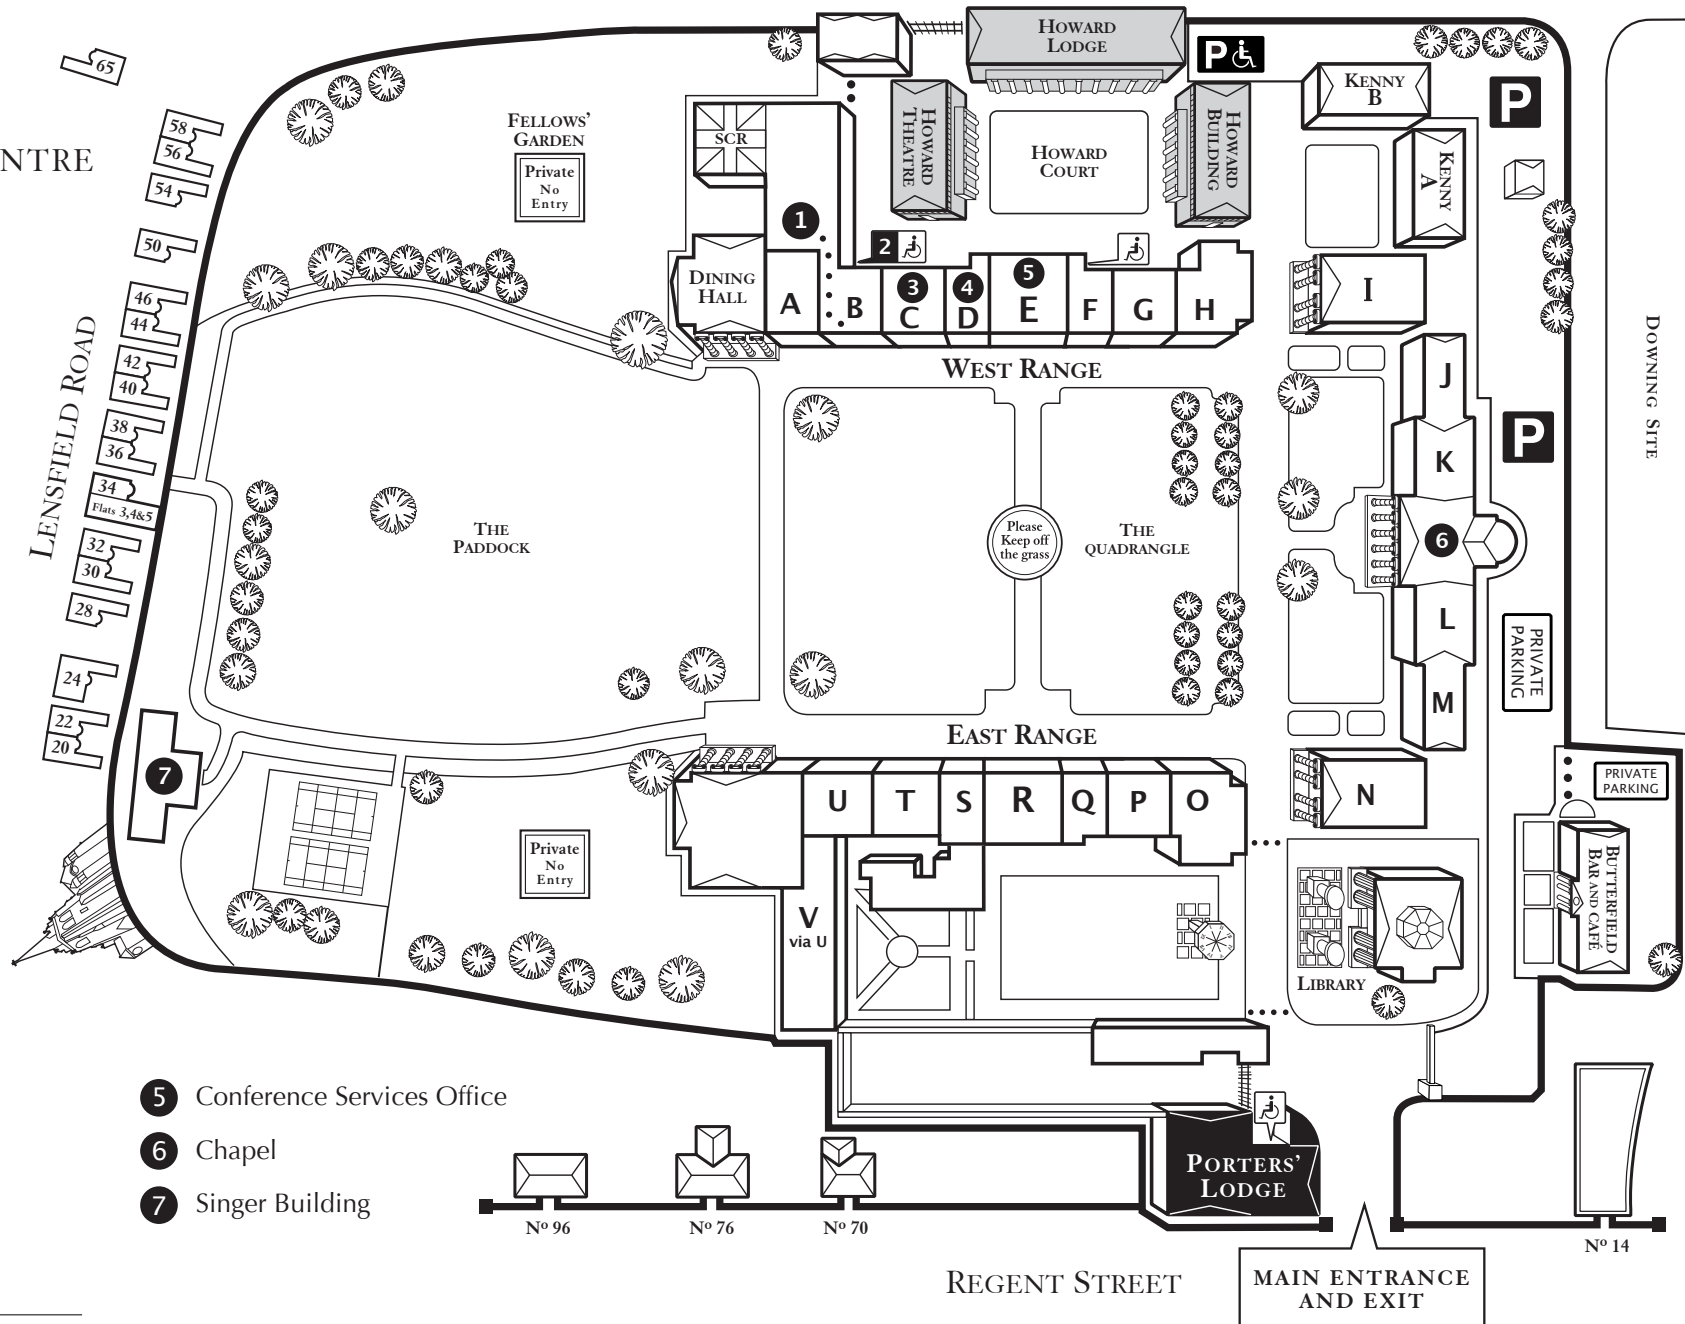 65
58
56
54
50
46
44
42
40
38
36
34
Flats 3,4&5
32
30
28
24
22
20
NTRE
LENSFIELD ROAD
FELLOWS'
GARDEN
Private
No
Entry
SCR
HOWARD
LODGE
P
HOWARD
THEATRE
HOWARD
COURT
HOWARD
BUILDING
KENNY
B
KENNY
A
P
1
2
3
4
5
DINING
HALL
A
B
C
D
E
F
G
H
I
WEST RANGE
J
K
6
L
M
P
DOWNING SITE
THE
PADDOCK
Please
Keep off
the grass
THE
QUADRANGLE
PRIVATE
PARKING
EAST RANGE
7
U
T
S
R
Q
P
O
N
PRIVATE
PARKING
Private
No
Entry
V
via U
BUTTERFIELD
BAR AND CAFÉ
LIBRARY
5 Conference Services Office
6 Chapel
7 Singer Building
PORTERS'
LODGE
Nº 96
Nº 76
Nº 70
Nº 14
REGENT STREET
MAIN ENTRANCE
AND EXIT